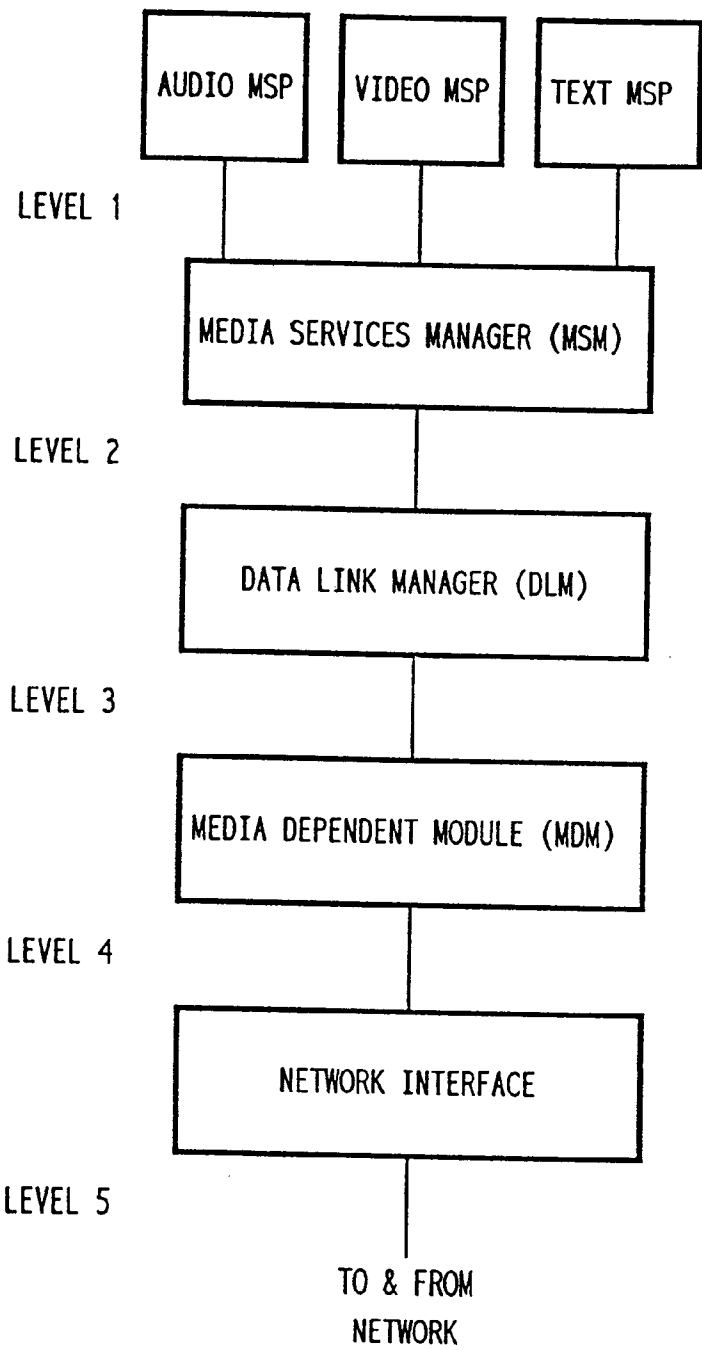 AUDIO MSP
VIDEO MSP
TEXT MSP
LEVEL 1
MEDIA SERVICES MANAGER (MSM)
LEVEL 2
DATA LINK MANAGER (DLM)
LEVEL 3
MEDIA DEPENDENT MODULE (MDM)
LEVEL 4
NETWORK INTERFACE
LEVEL 5
TO & FROM
NETWORK